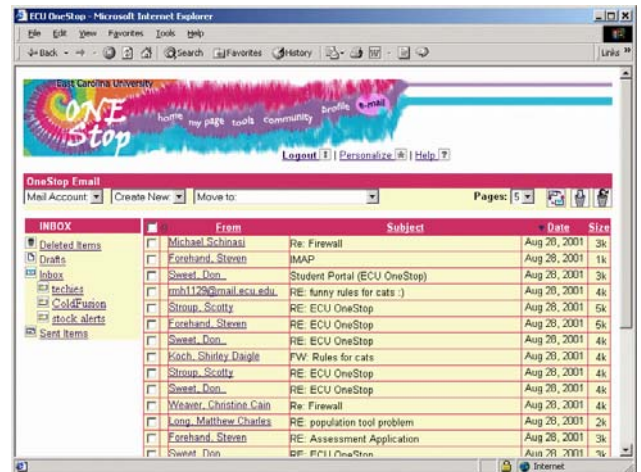 ECU OneStop - Microsoft Internet Explorer
File Edit View Favorites Tools Help
Back Search Favorites History Links »
East Carolina University
ONE Stop
home my page tools community profile e-mail
Logout | Personalize | Help ?
OneStop Email
Mail Account Create New: Move to: Pages: 5
INBOX From Subject Date Size
Deleted Items
Drafts
Inbox
techies
ColdFusion
stock alerts
Sent Items
Michael Schinasi Re: Firewall Aug 28, 2001 3k
Forehand, Steven IMAP Aug 28, 2001 1k
Sweet, Don Student Portal (ECU OneStop) Aug 28, 2001 3k
rmh1129@mail.ecu.edu RE: funny rules for cats :) Aug 28, 2001 4k
Stroup, Scotty RE: ECU OneStop Aug 28, 2001 5k
Forehand, Steven RE: ECU OneStop Aug 28, 2001 5k
Sweet, Don RE: ECU OneStop Aug 28, 2001 4k
Koch, Shirley Daigle FW: Rules for cats Aug 28, 2001 4k
Stroup, Scotty RE: ECU OneStop Aug 28, 2001 4k
Sweet, Don RE: ECU OneStop Aug 28, 2001 4k
Weaver, Christine Cain Re: Firewall Aug 28, 2001 4k
Long, Matthew Charles RE: population tool problem Aug 28, 2001 2k
Forehand, Steven RE: Assessment Application Aug 28, 2001 3k
Sweet, Don RE: ECU OneStop Aug 28, 2001 3k
Internet